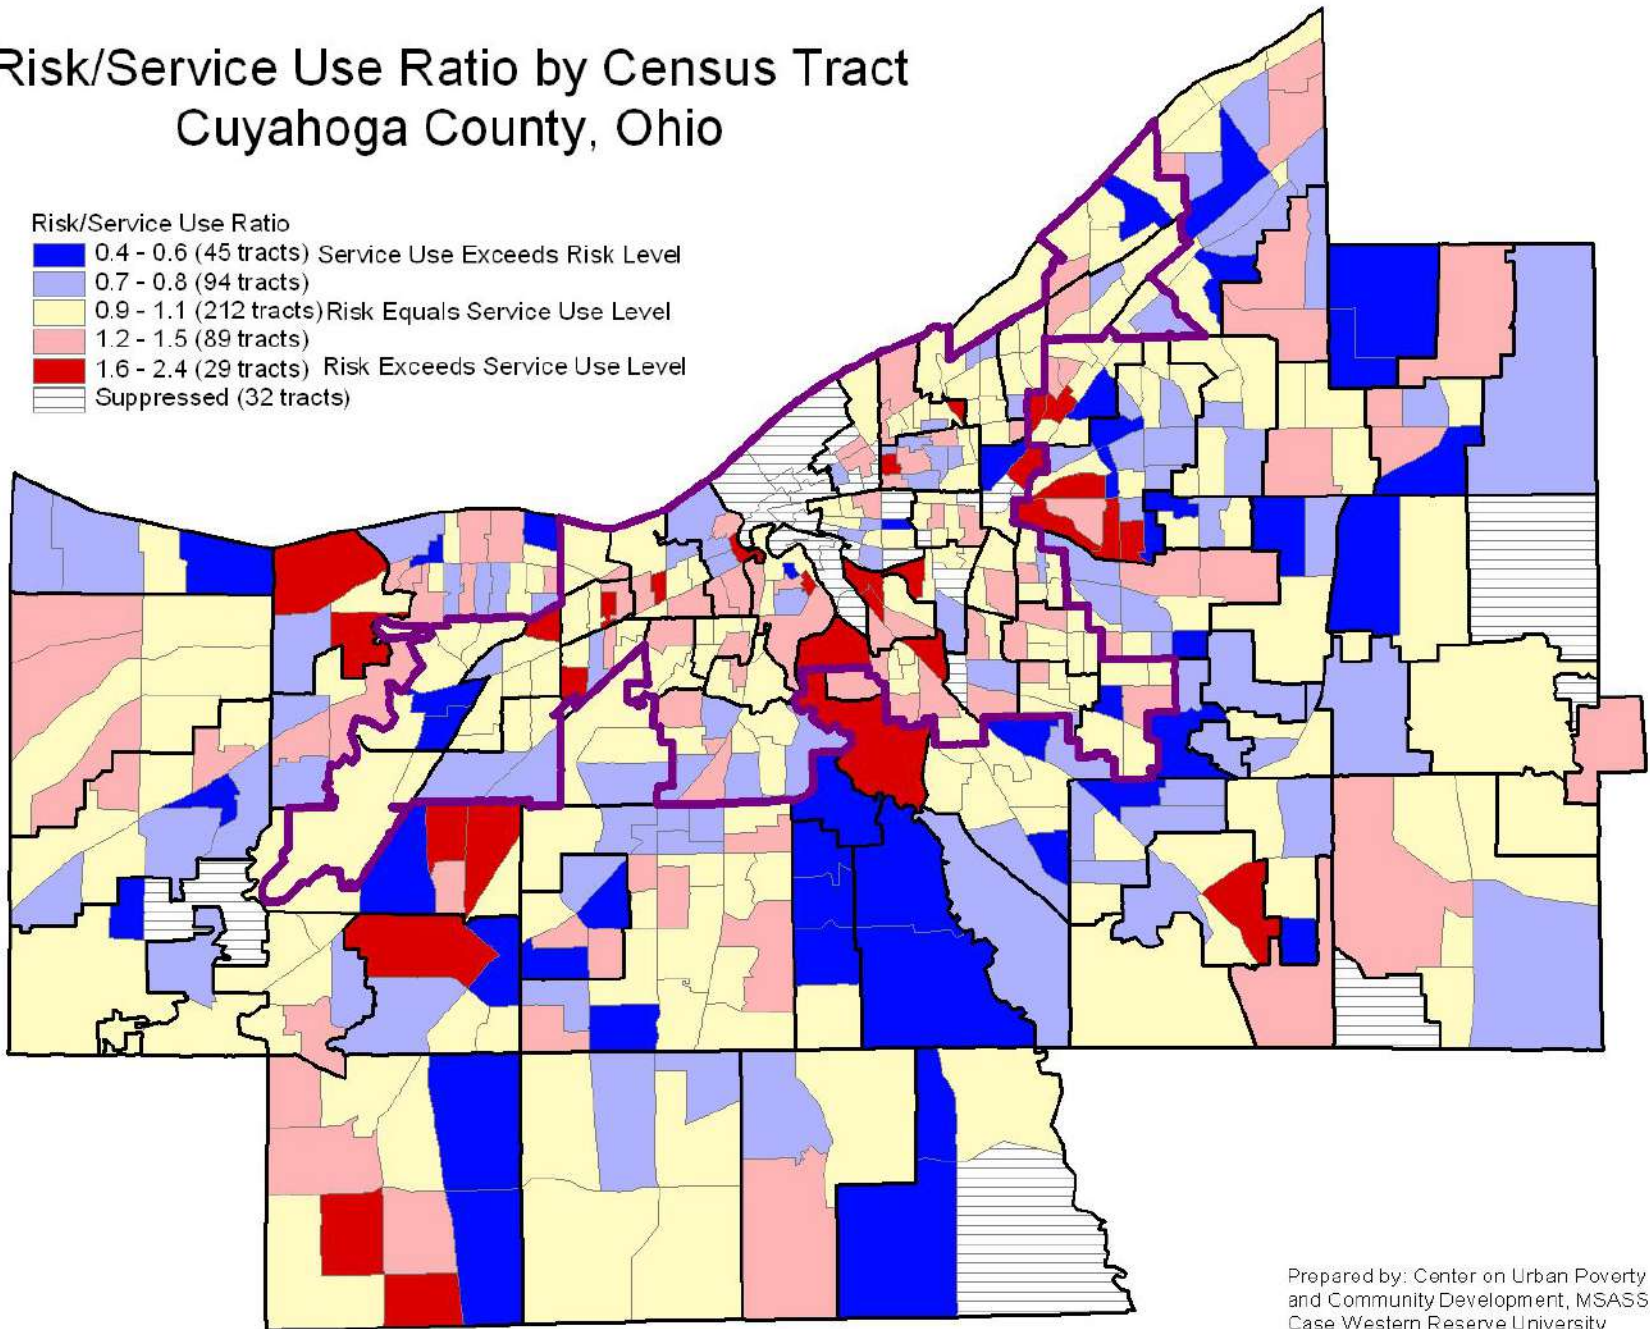 Risk/Service Use Ratio by Census Tract
Cuyahoga County, Ohio
Risk/Service Use Ratio
0.4 - 0.6 (45 tracts) Service Use Exceeds Risk Level
0.7 - 0.8 (94 tracts)
0.9 - 1.1 (212 tracts) Risk Equals Service Use Level
1.2 - 1.5 (89 tracts)
1.6 - 2.4 (29 tracts) Risk Exceeds Service Use Level
Suppressed (32 tracts)
Prepared by: Center on Urban Poverty
and Community Development, MSASS
Case Western Reserve University